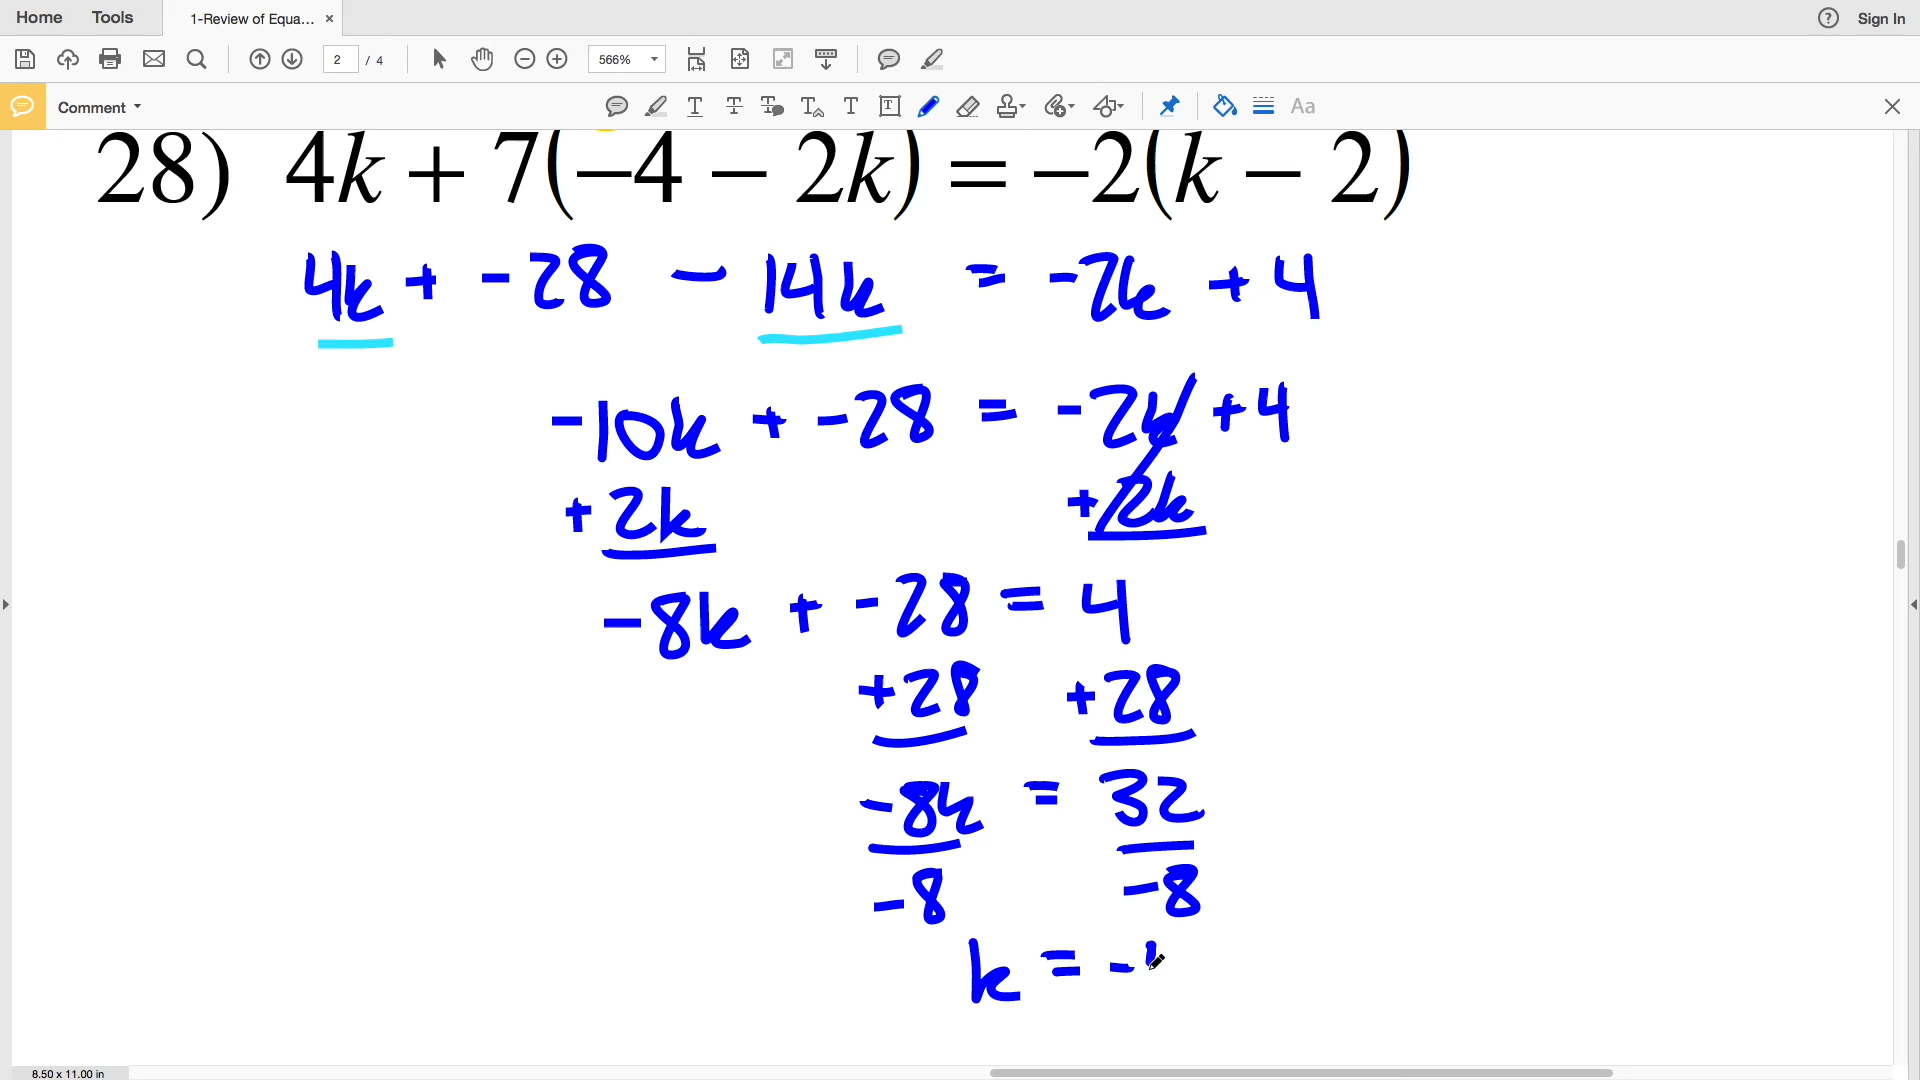 Home Tools 1-Review of Equa... × ? Sign In
2 / 4 566%
Comment T T T T T T Aa
28) 4k + 7(−4 − 2k) = −2(k − 2)
4k + -28 - 14k = -2k + 4
-10k + -28 = -2k + 4
+2k +2k
-8k + -28 = 4
+28 +28
-8k = 32
-8 -8
k = -
8.50 x 11.00 in